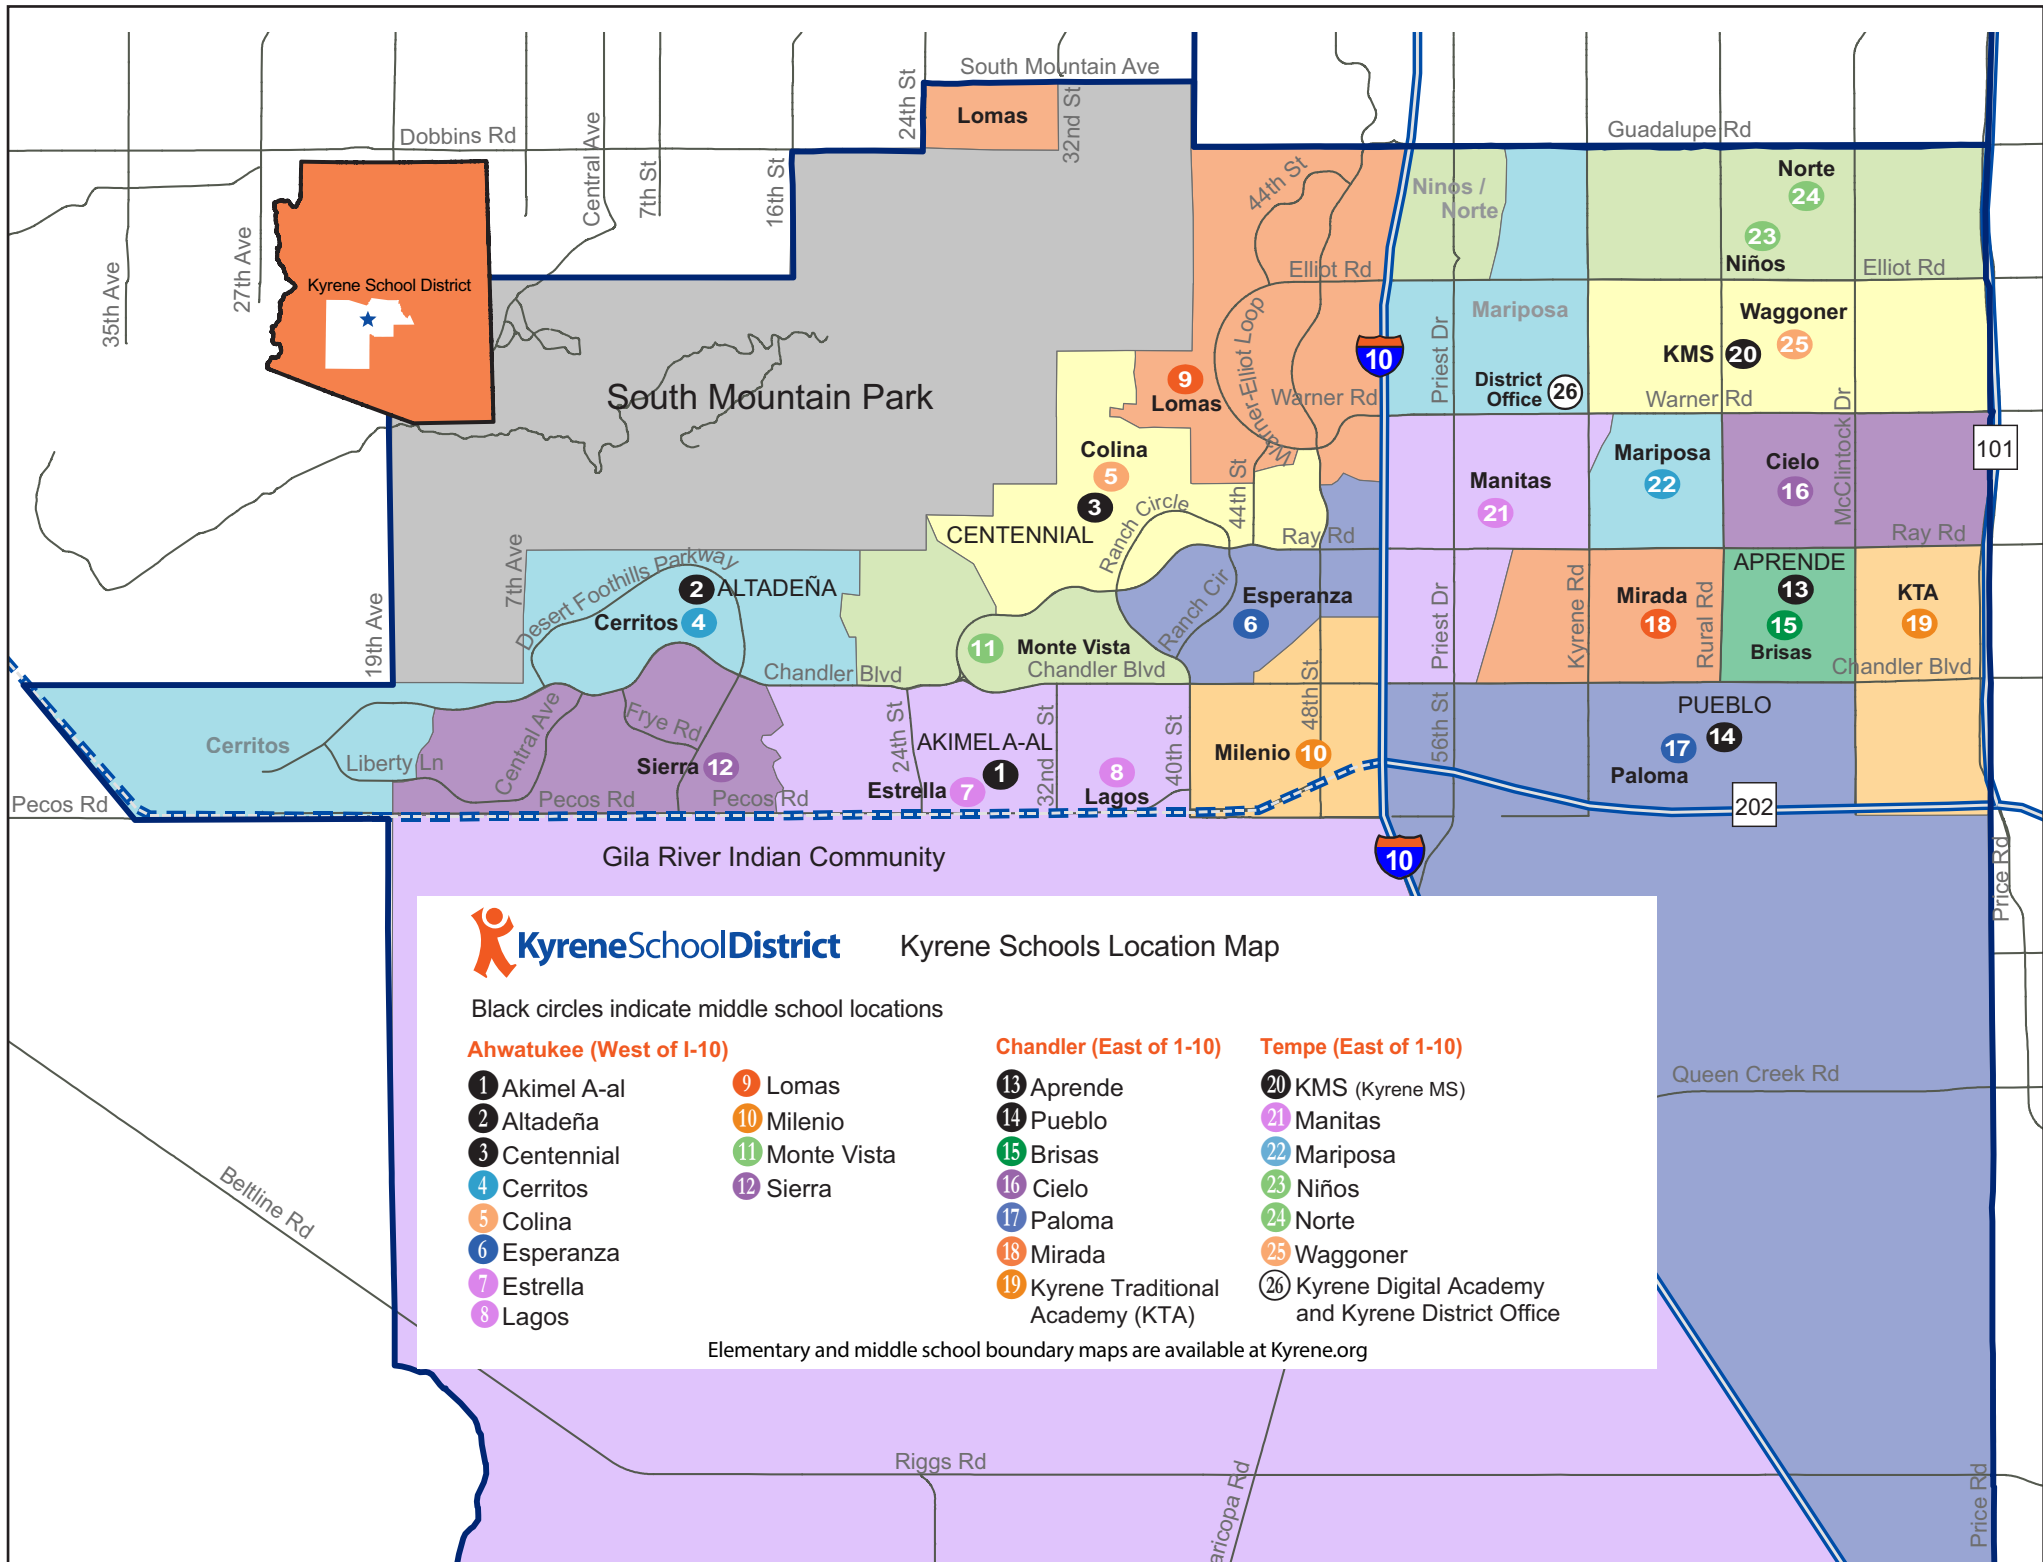 South Mountain Ave
24th St
Lomas
32nd St
Dobbins Rd
Central Ave
7th St
16th St
Guadalupe Rd
44th St
Ninos /
Norte
Norte
24
23
Niños
Elliot Rd
Elliot Rd
35th Ave
27th Ave
Kyrene School District
South Mountain Park
Warner-Elliot Loop
10
Priest Dr
Mariposa
Waggoner
KMS 20 25
9
Lomas
Warner Rd
District
Office 26
Warner Rd
McClintock Dr
101
Colina
5
3
CENTENNIAL
Ranch Circle
44th St
Ray Rd
Manitas
21
Mariposa
22
Cielo
16
Ray Rd
7th Ave
19th Ave
Desert Foothills Parkway
2 ALTADEÑA
Cerritos 4
Esperanza
6
Ranch Cir
11 Monte Vista
Chandler Blvd
Chandler Blvd
Priest Dr
Kyrene Rd
Mirada
18
Rural Rd
APRENDE
13
15
Brisas
KTA
19
Chandler Blvd
Cerritos
Liberty Ln
Central Ave
Frye Rd
Sierra 12
Pecos Rd
Pecos Rd
Pecos Rd
24th St
AKIMEL A-AL
1
Estrella 7
32nd St
8
Lagos
40th St
Milenio 10
48th St
56th St
PUEBLO
17 14
Paloma
202
10
Price Rd
Gila River Indian Community
KyreneSchoolDistrict
Kyrene Schools Location Map
Black circles indicate middle school locations
Ahwatukee (West of I-10)
1 Akimel A-al
2 Altadeña
3 Centennial
4 Cerritos
5 Colina
6 Esperanza
7 Estrella
8 Lagos
9 Lomas
10 Milenio
11 Monte Vista
12 Sierra
Chandler (East of 1-10)
13 Aprende
14 Pueblo
15 Brisas
16 Cielo
17 Paloma
18 Mirada
19 Kyrene Traditional
Academy (KTA)
Tempe (East of 1-10)
20 KMS (Kyrene MS)
21 Manitas
22 Mariposa
23 Niños
24 Norte
25 Waggoner
26 Kyrene Digital Academy
and Kyrene District Office
Elementary and middle school boundary maps are available at Kyrene.org
Queen Creek Rd
Beltline Rd
Riggs Rd
aricopa Rd
Price Rd